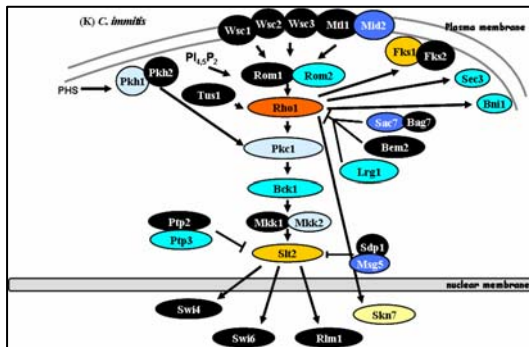 (K) C. immitis
Wsc1 Wsc2 Wsc3 Mtl1 Mid2
Plasma membrane
Fks1 Fks2
PI4,5P2
Pkh1 Pkh2
PHS
Rom1 Rom2
Sec3
Tus1
Rho1
Bni1
Sac7 Bag7
Pkc1
Bem2
Lrg1
Bck1
Mkk1 Mkk2
Ptp2
Ptp3
Sdp1
Slt2
Msg5
nuclear membrane
Swi4
Skn7
Swi6 Rlm1